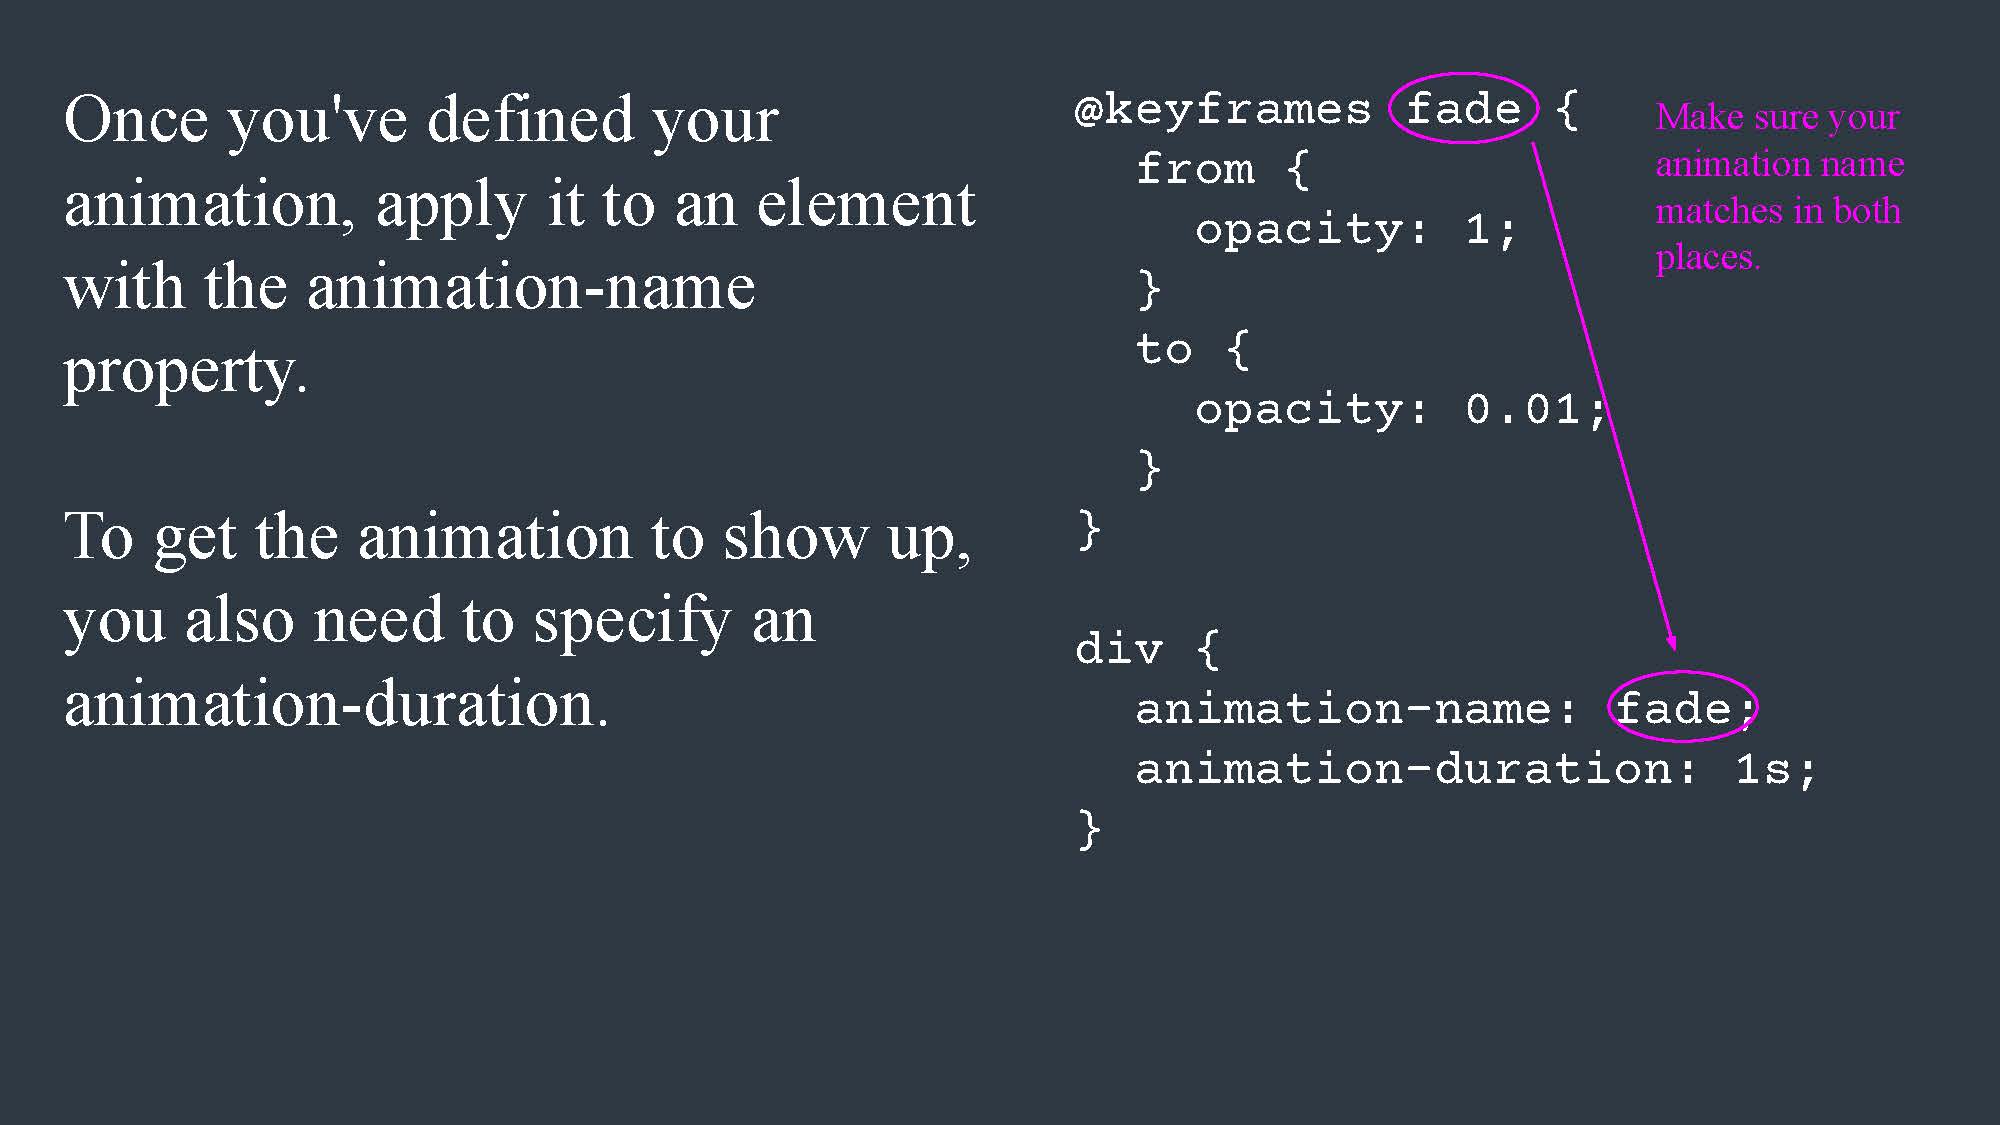 Once you've defined your
animation, apply it to an element
with the animation-name
property.
To get the animation to show up,
you also need to specify an
animation-duration.
@keyframes fade {
  from {
    opacity: 1;
  }
  to {
    opacity: 0.01;
  }
}
div {
  animation-name: fade;
  animation-duration: 1s;
}
Make sure your
animation name
matches in both
places.